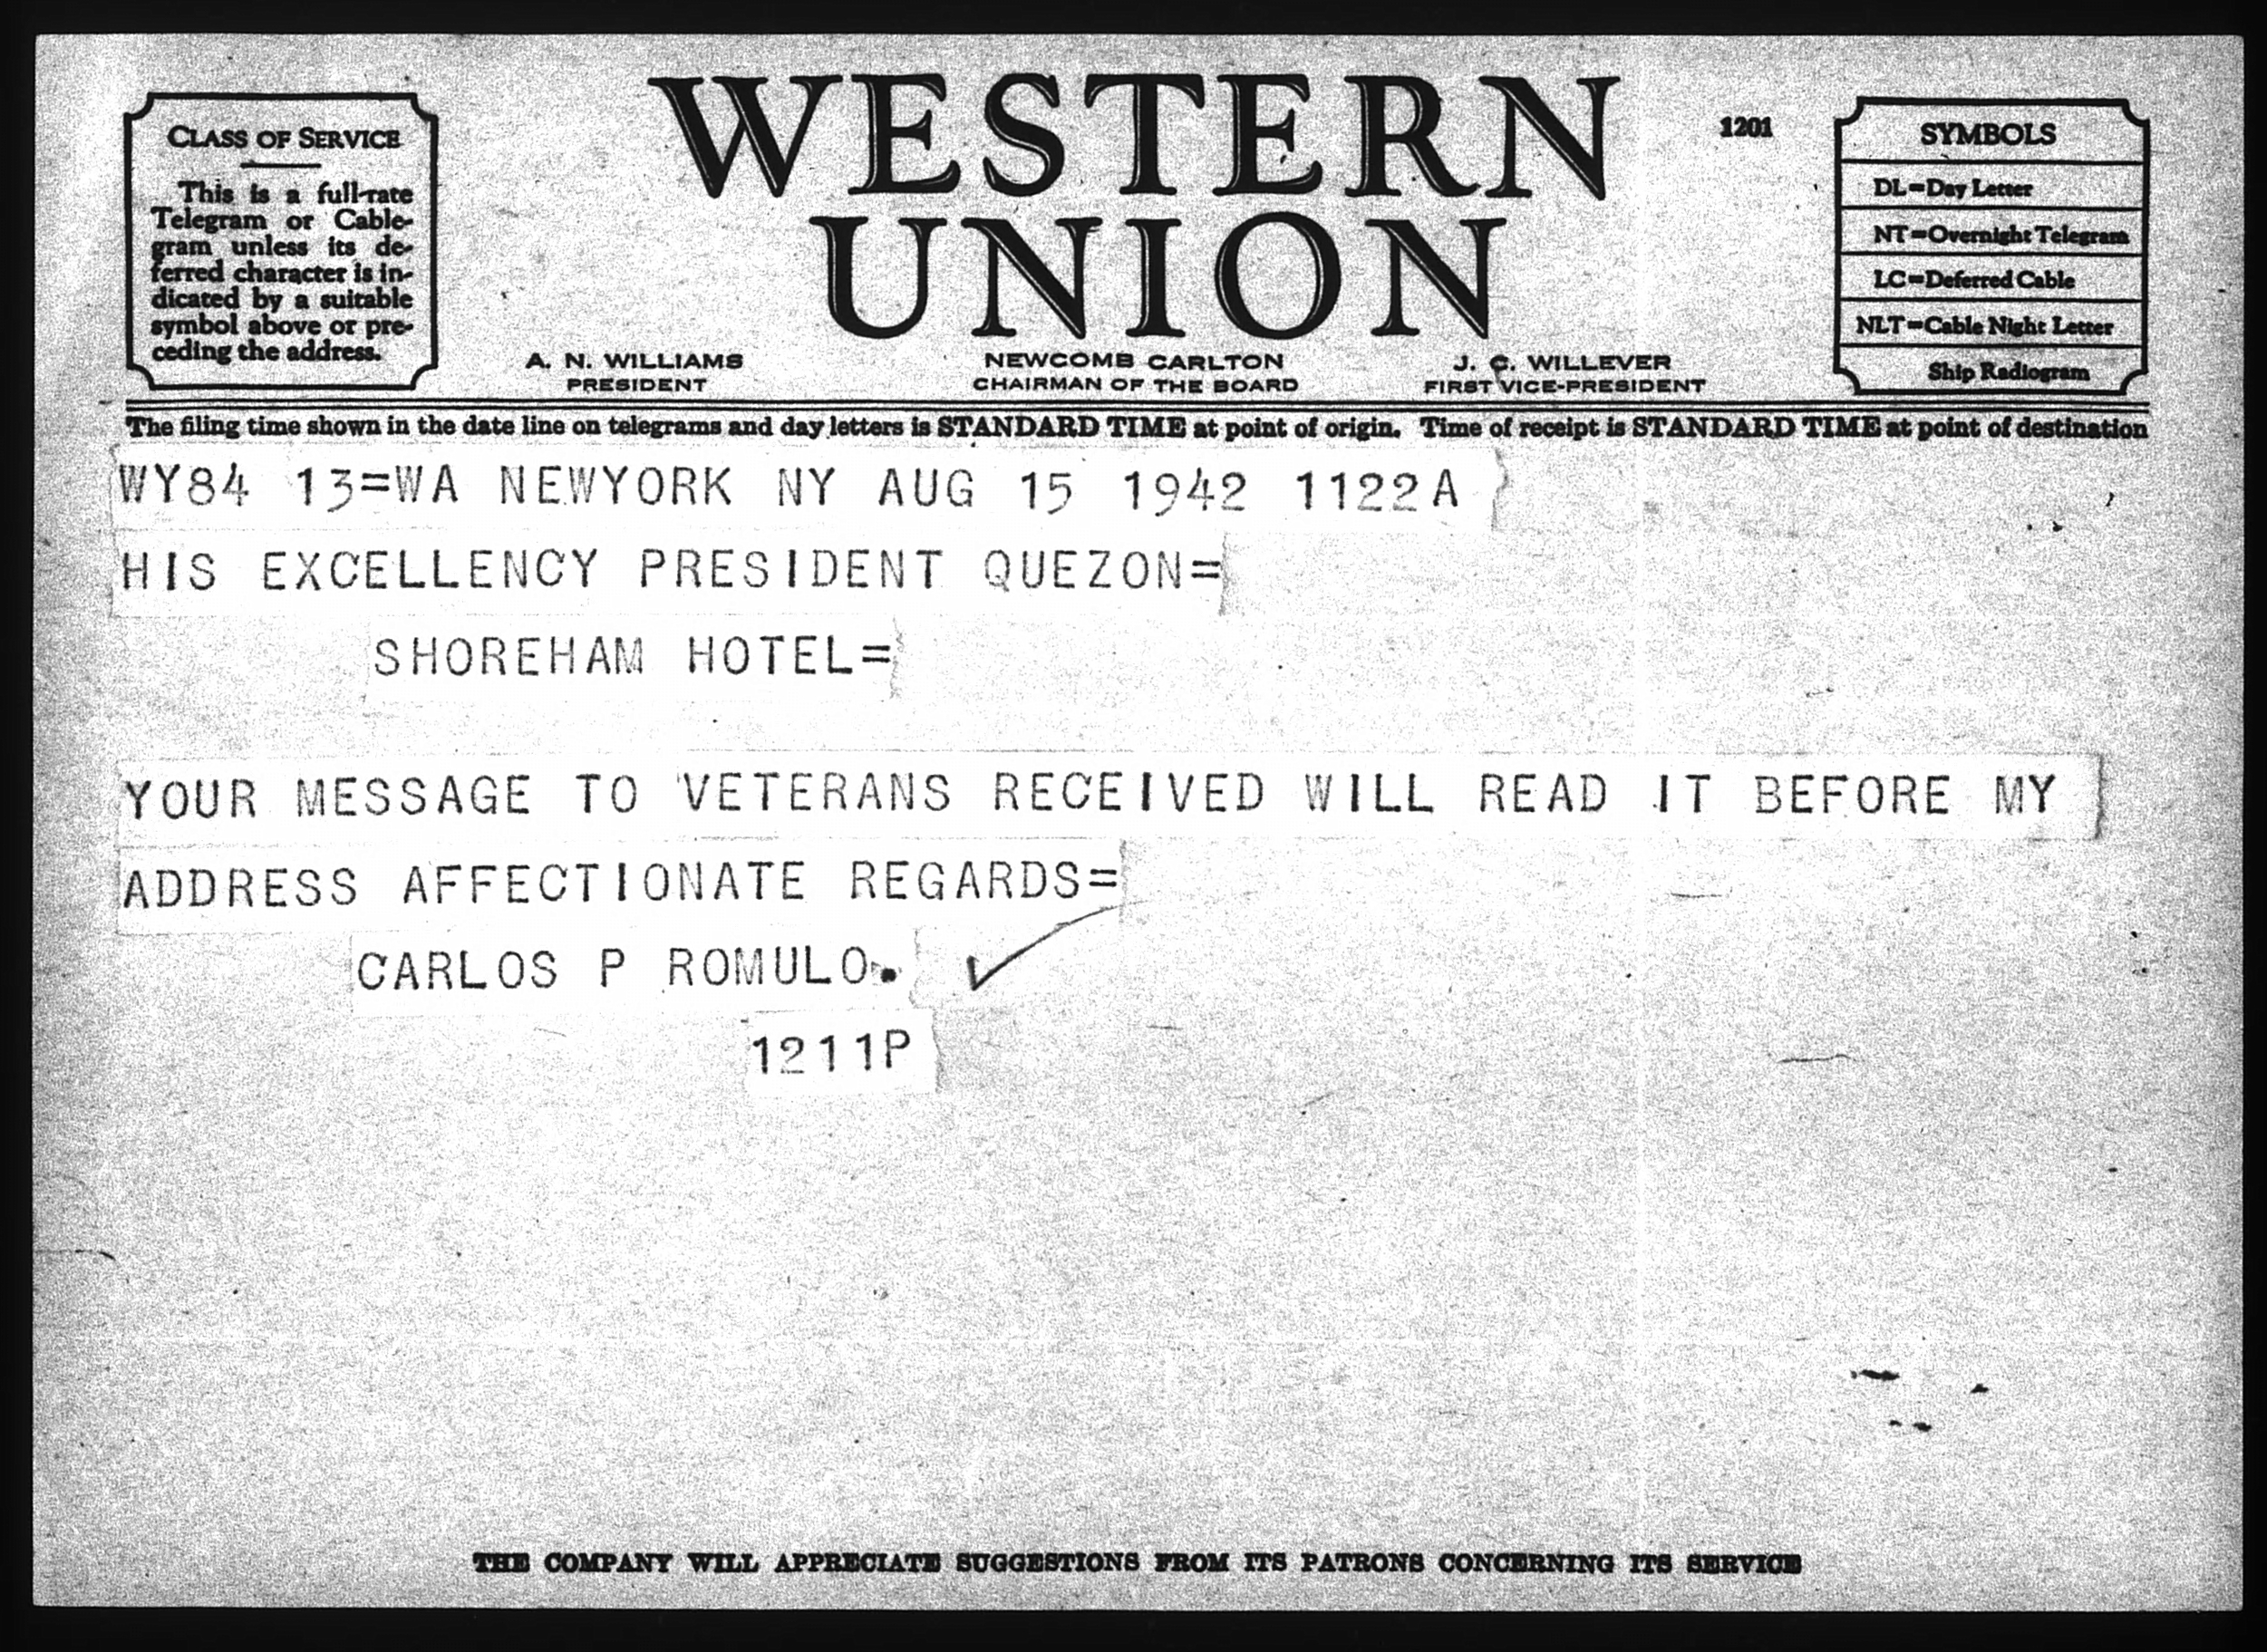 WESTERN
UNION
1201
CLASS OF SERVICE
This is a full-rate
Telegram or Cable-
gram unless its de-
ferred character is in-
dicated by a suitable
symbol above or pre-
ceding the address.
SYMBOLS
DL=Day Letter
NT=Overnight Telegram
LC=Deferred Cable
NLT=Cable Night Letter
Ship Radiogram
A. N. WILLIAMS
PRESIDENT
NEWCOMB CARLTON
CHAIRMAN OF THE BOARD
J. C. WILLEVER
FIRST VICE-PRESIDENT
The filing time shown in the date line on telegrams and day letters is STANDARD TIME at point of origin. Time of receipt is STANDARD TIME at point of destination
WY84 13=WA NEWYORK NY AUG 15 1942 1122A
HIS EXCELLENCY PRESIDENT QUEZON=
SHOREHAM HOTEL=
YOUR MESSAGE TO VETERANS RECEIVED WILL READ IT BEFORE MY
ADDRESS AFFECTIONATE REGARDS=
CARLOS P ROMULO.
1211P
THE COMPANY WILL APPRECIATE SUGGESTIONS FROM ITS PATRONS CONCERNING ITS SERVICE